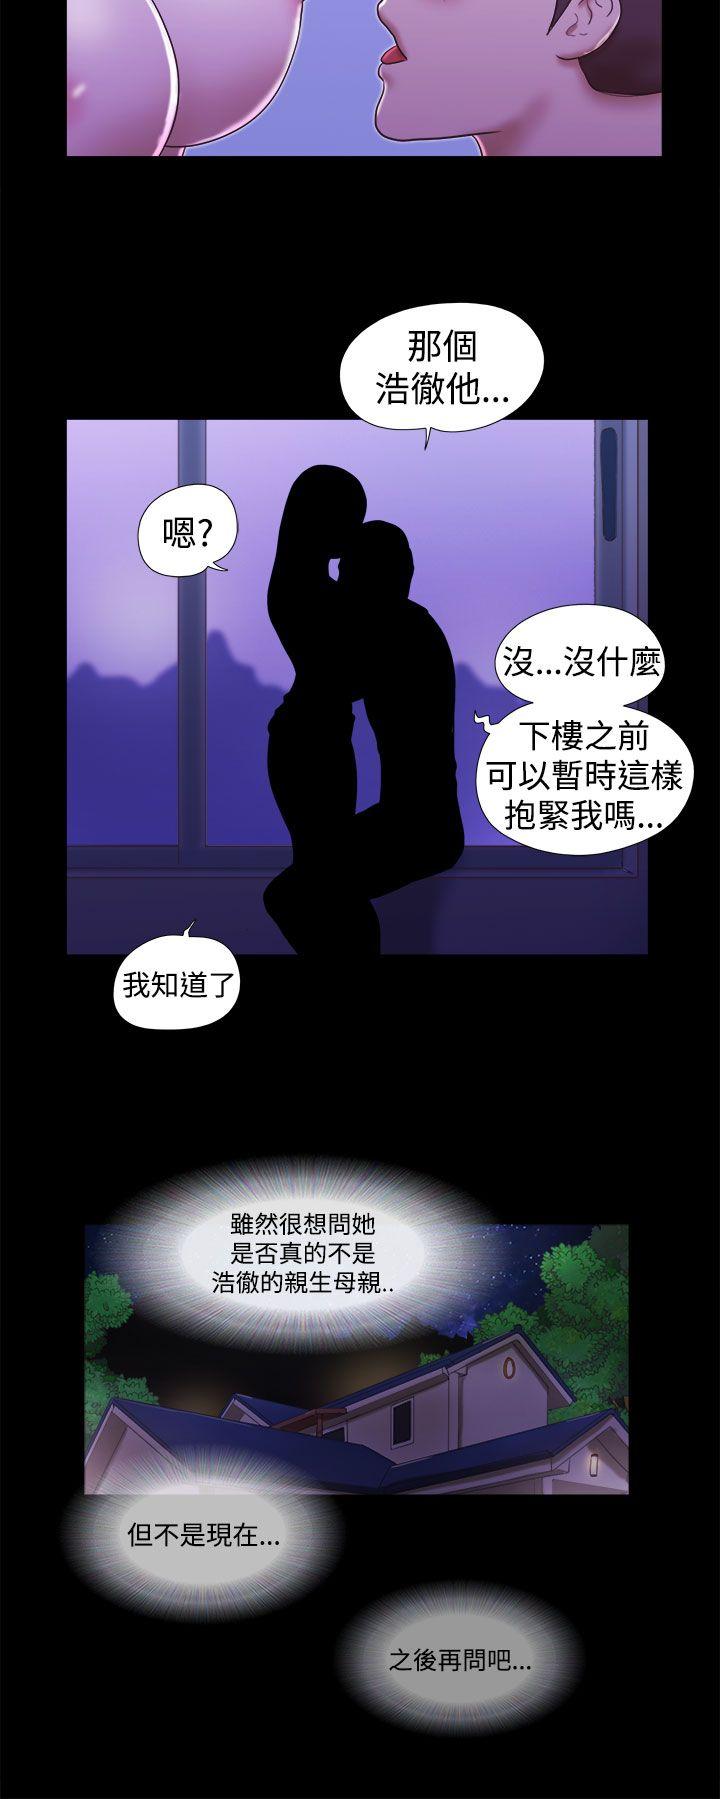 那個
浩徹他...
嗯?
沒...沒什麼
下樓之前
可以暫時這樣
抱緊我嗎...
我知道了
雖然很想問她
是否真的不是
浩徹的親生母親..
但不是現在...
之後再問吧...